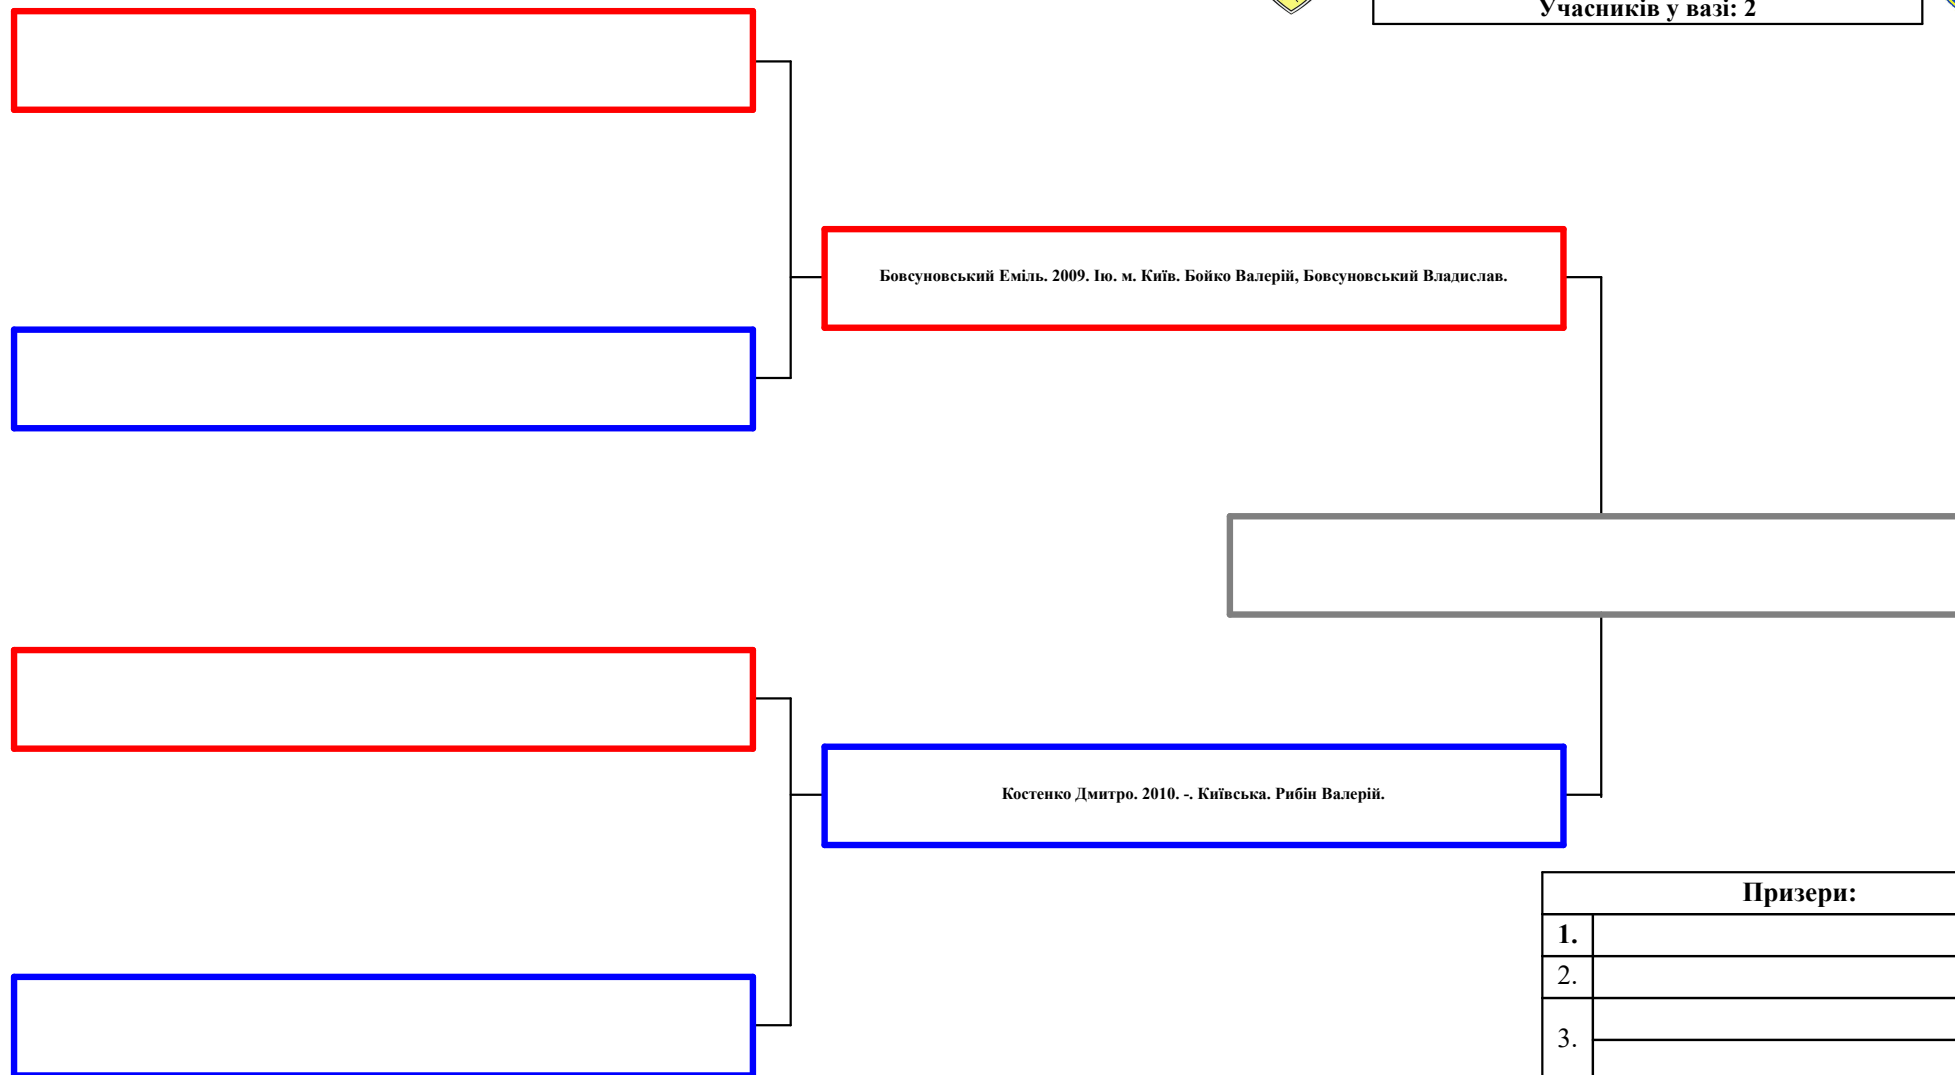 Учасників у вазі: 2
Бовсуновський Еміль. 2009. Ію. м. Київ. Бойко Валерій, Бовсуновський Владислав.
Костенко Дмитро. 2010. -. Київська. Рибін Валерій.
Призери:
1.
2.
3.